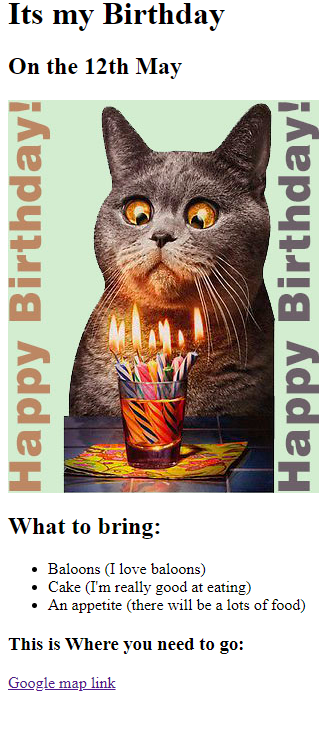 Its my Birthday
On the 12th May
Happy Birthday!
Happy Birthday!
What to bring:
Baloons (I love baloons)
Cake (I'm really good at eating)
An appetite (there will be a lots of food)
This is Where you need to go:
Google map link